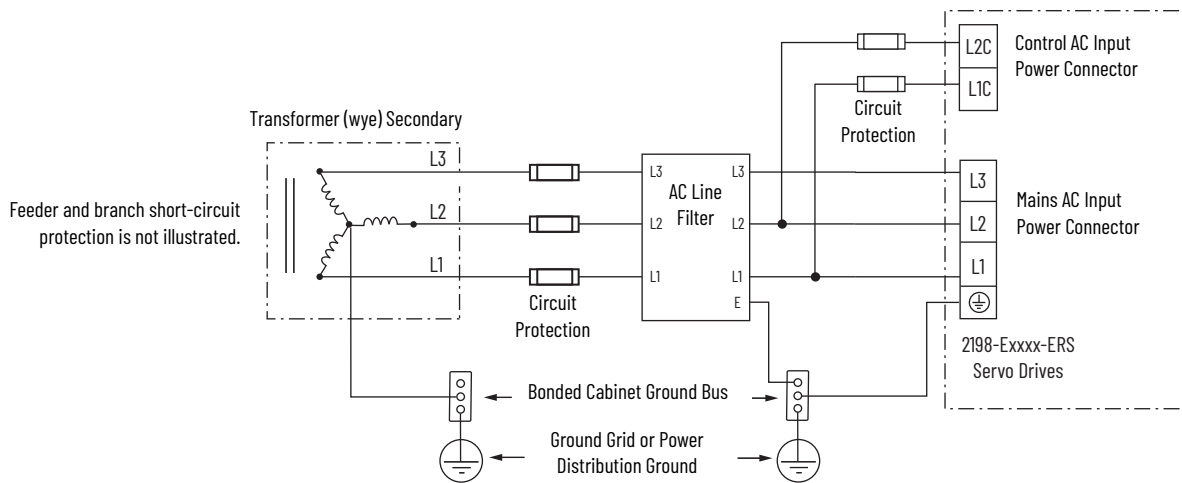 L2C
Control AC Input
Power Connector
L1C
Circuit
Protection
Transformer (wye) Secondary
L3
L2
L1
Feeder and branch short-circuit
protection is not illustrated.
Circuit
Protection
L3
L2
L1
AC Line
Filter
L3
L2
L1
E
L3
L2
L1
Mains AC Input
Power Connector
2198-Exxxx-ERS
Servo Drives
Bonded Cabinet Ground Bus
Ground Grid or Power
Distribution Ground